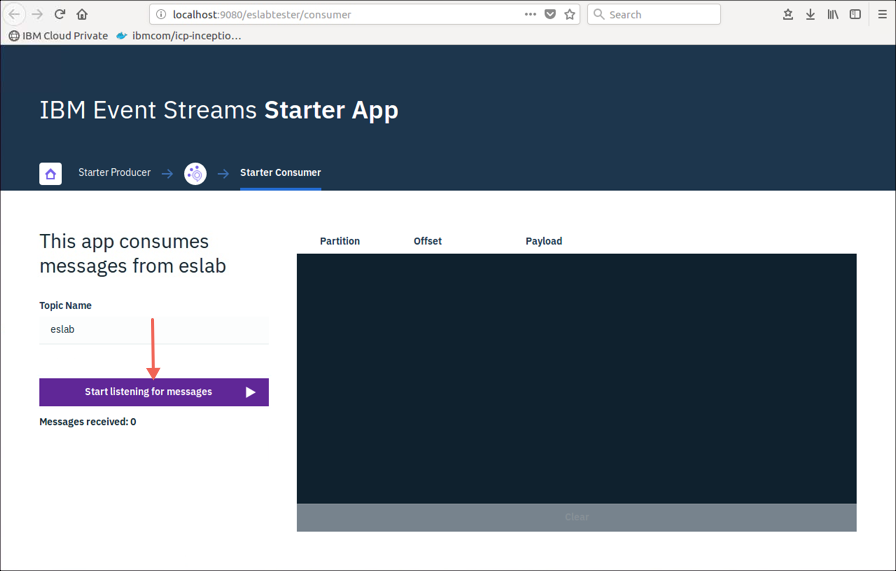 localhost:9080/eslabtester/consumer
Search
IBM Cloud Private
ibmcom/icp-inceptio...
IBM Event Streams Starter App
Starter Producer
Starter Consumer
This app consumes
messages from eslab
Topic Name
eslab
Start listening for messages
Messages received: 0
Partition Offset Payload
Clear